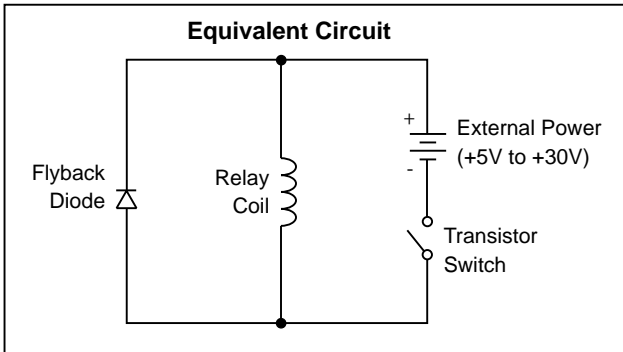 Equivalent Circuit
+
External Power
(+5V to +30V)
-
Flyback
Diode
Relay
Coil
Transistor
Switch